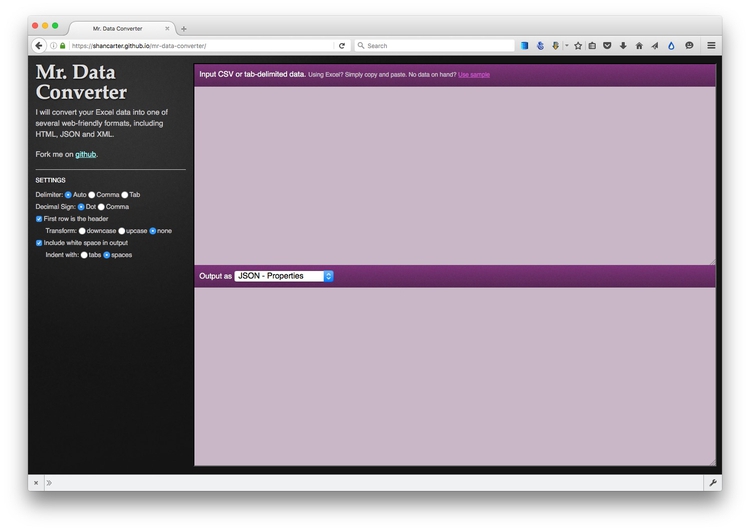 Mr. Data Converter
https://shancarter.github.io/mr-data-converter/
Search
Mr. Data
Converter
I will convert your Excel data into one of
several web-friendly formats, including
HTML, JSON and XML.
Fork me on github.
SETTINGS
Delimiter: Auto Comma Tab
Decimal Sign: Dot Comma
First row is the header
Transform: downcase upcase none
Include white space in output
Indent with: tabs spaces
Input CSV or tab-delimited data. Using Excel? Simply copy and paste. No data on hand? Use sample
Output as JSON - Properties